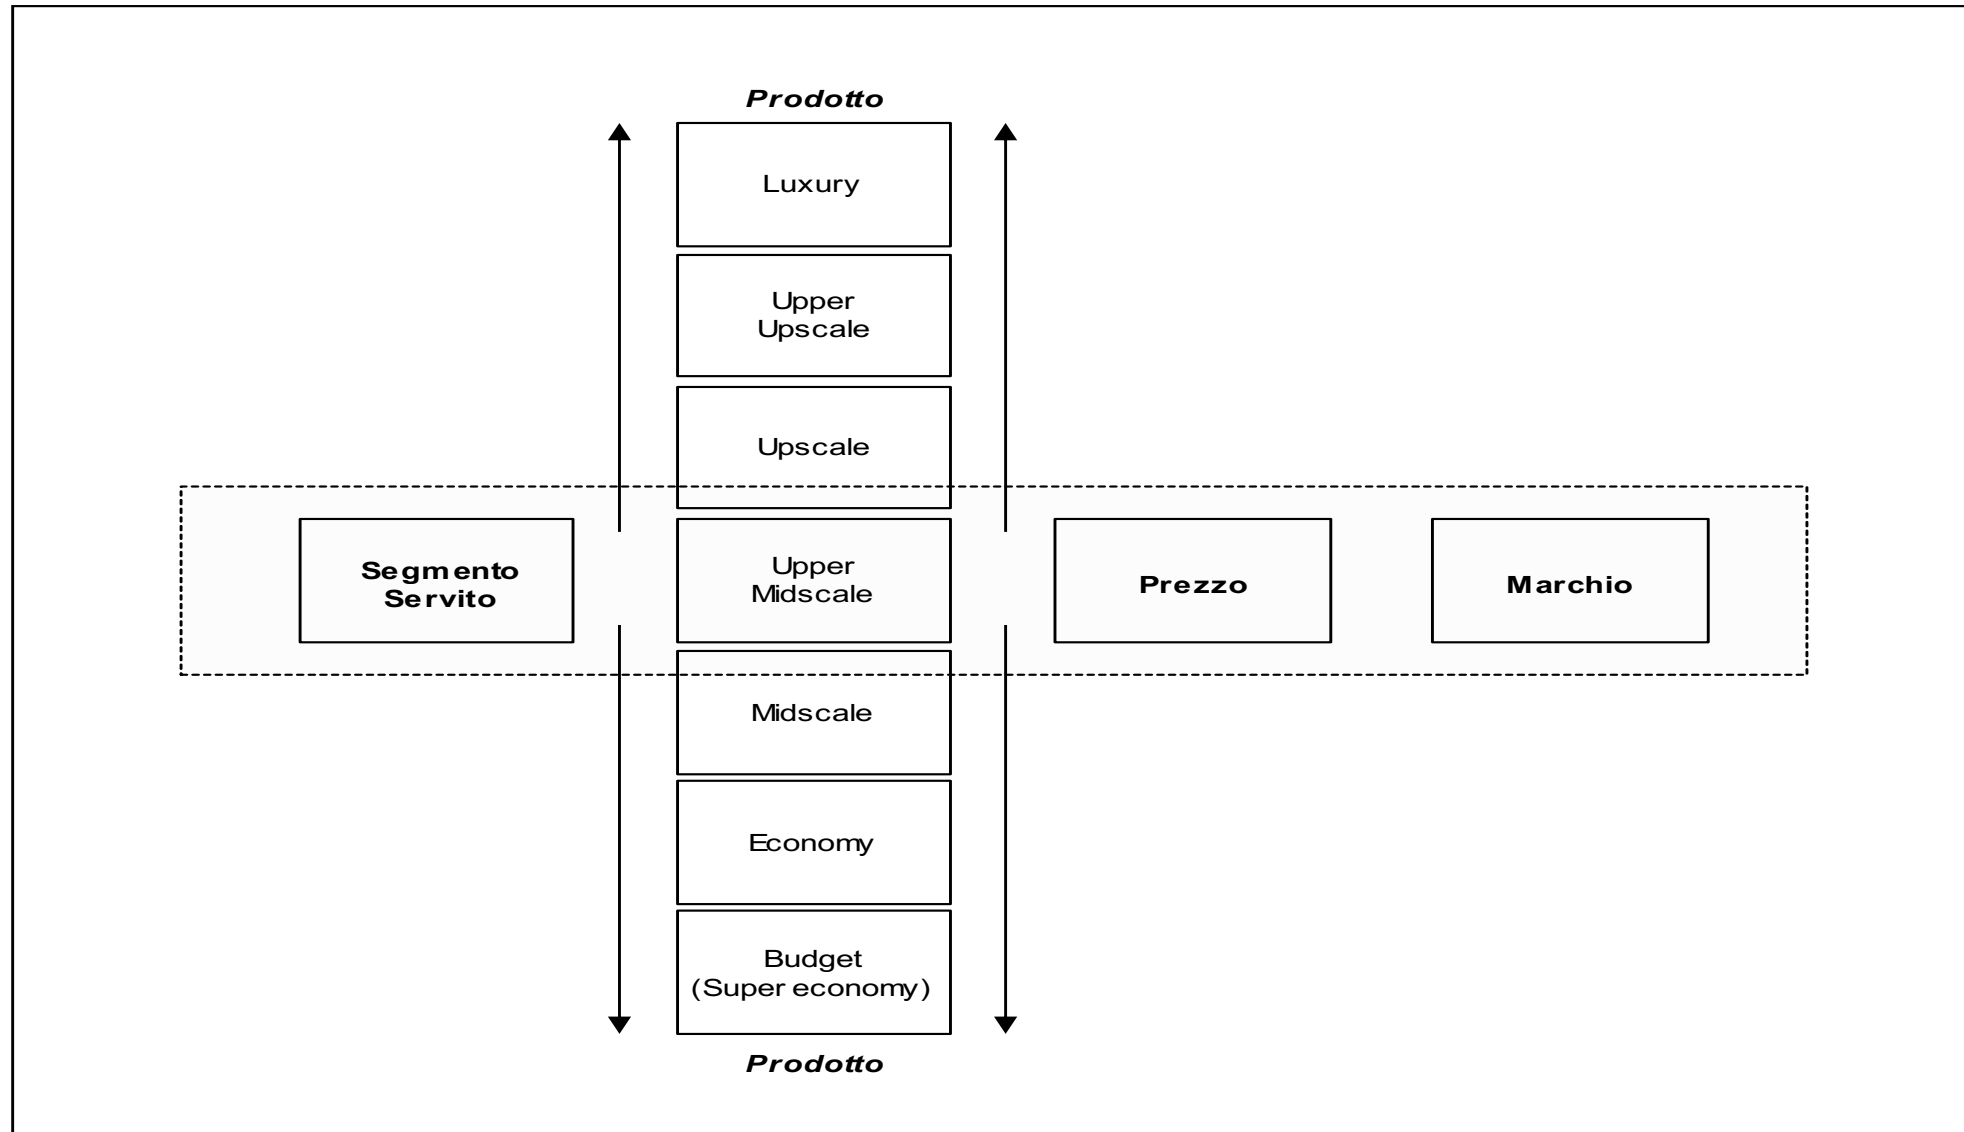 Prodotto
Luxury
Upper
Upscale
Upscale
Segmento
Servito
Upper
Midscale
Prezzo
Marchio
Midscale
Economy
Budget
(Super economy)
Prodotto